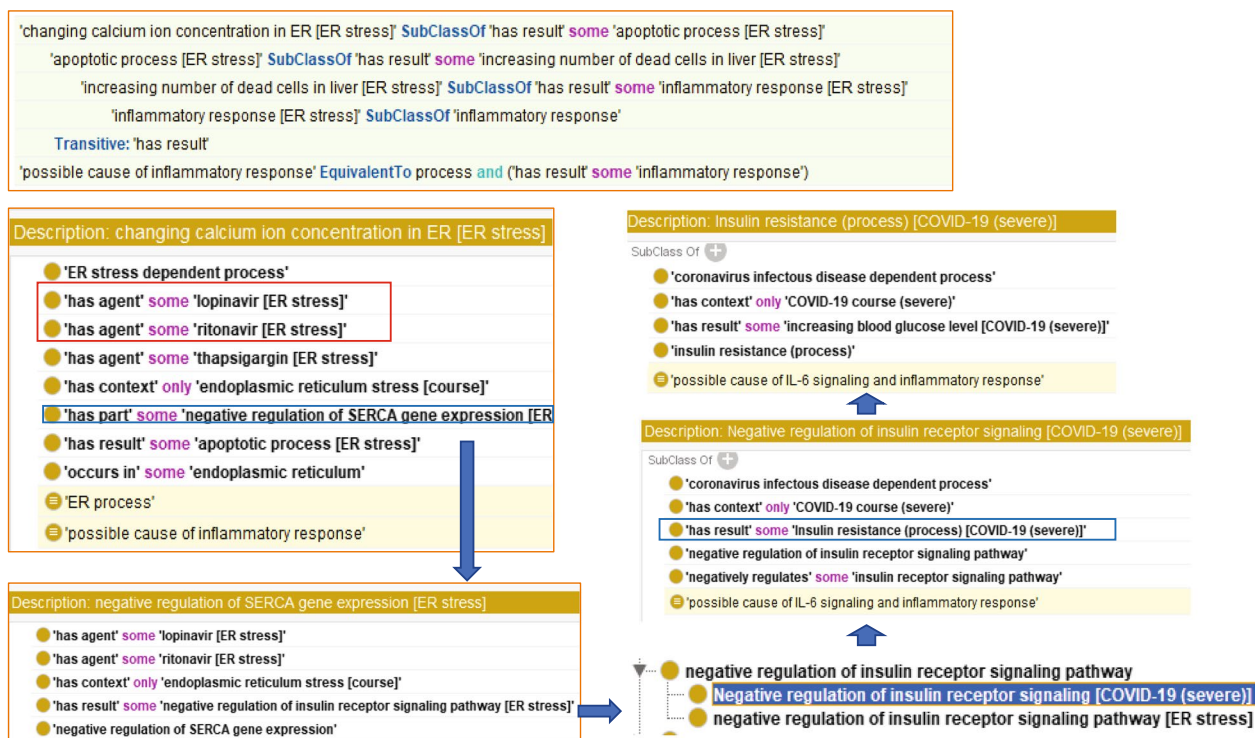 'changing calcium ion concentration in ER [ER stress]' SubClassOf 'has result' some 'apoptotic process [ER stress]'
'apoptotic process [ER stress]' SubClassOf 'has result' some 'increasing number of dead cells in liver [ER stress]'
'increasing number of dead cells in liver [ER stress]' SubClassOf 'has result' some 'inflammatory response [ER stress]'
'inflammatory response [ER stress]' SubClassOf 'inflammatory response'
Transitive: 'has result'
'possible cause of inflammatory response' EquivalentTo process and ('has result' some 'inflammatory response')
Description: changing calcium ion concentration in ER [ER stress]
'ER stress dependent process'
'has agent' some 'lopinavir [ER stress]'
'has agent' some 'ritonavir [ER stress]'
'has agent' some 'thapsigargin [ER stress]'
'has context' only 'endoplasmic reticulum stress [course]'
'has part' some 'negative regulation of SERCA gene expression [ER
'has result' some 'apoptotic process [ER stress]'
'occurs in' some 'endoplasmic reticulum'
'ER process'
'possible cause of inflammatory response'
Description: negative regulation of SERCA gene expression [ER stress]
'has agent' some 'lopinavir [ER stress]'
'has agent' some 'ritonavir [ER stress]'
'has context' only 'endoplasmic reticulum stress [course]'
'has result' some 'negative regulation of insulin receptor signaling pathway [ER stress]'
'negative regulation of SERCA gene expression'
Description: Insulin resistance (process) [COVID-19 (severe)]
SubClass Of
'coronavirus infectous disease dependent process'
'has context' only 'COVID-19 course (severe)'
'has result' some 'increasing blood glucose level [COVID-19 (severe)]'
'insulin resistance (process)'
'possible cause of IL-6 signaling and inflammatory response'
Description: Negative regulation of insulin receptor signaling [COVID-19 (severe)]
SubClass Of
'coronavirus infectous disease dependent process'
'has context' only 'COVID-19 course (severe)'
'has result' some 'Insulin resistance (process) [COVID-19 (severe)]'
'negative regulation of insulin receptor signaling pathway'
'negatively regulates' some 'insulin receptor signaling pathway'
'possible cause of IL-6 signaling and inflammatory response'
negative regulation of insulin receptor signaling pathway
Negative regulation of insulin receptor signaling [COVID-19 (severe)]
negative regulation of insulin receptor signaling pathway [ER stress]